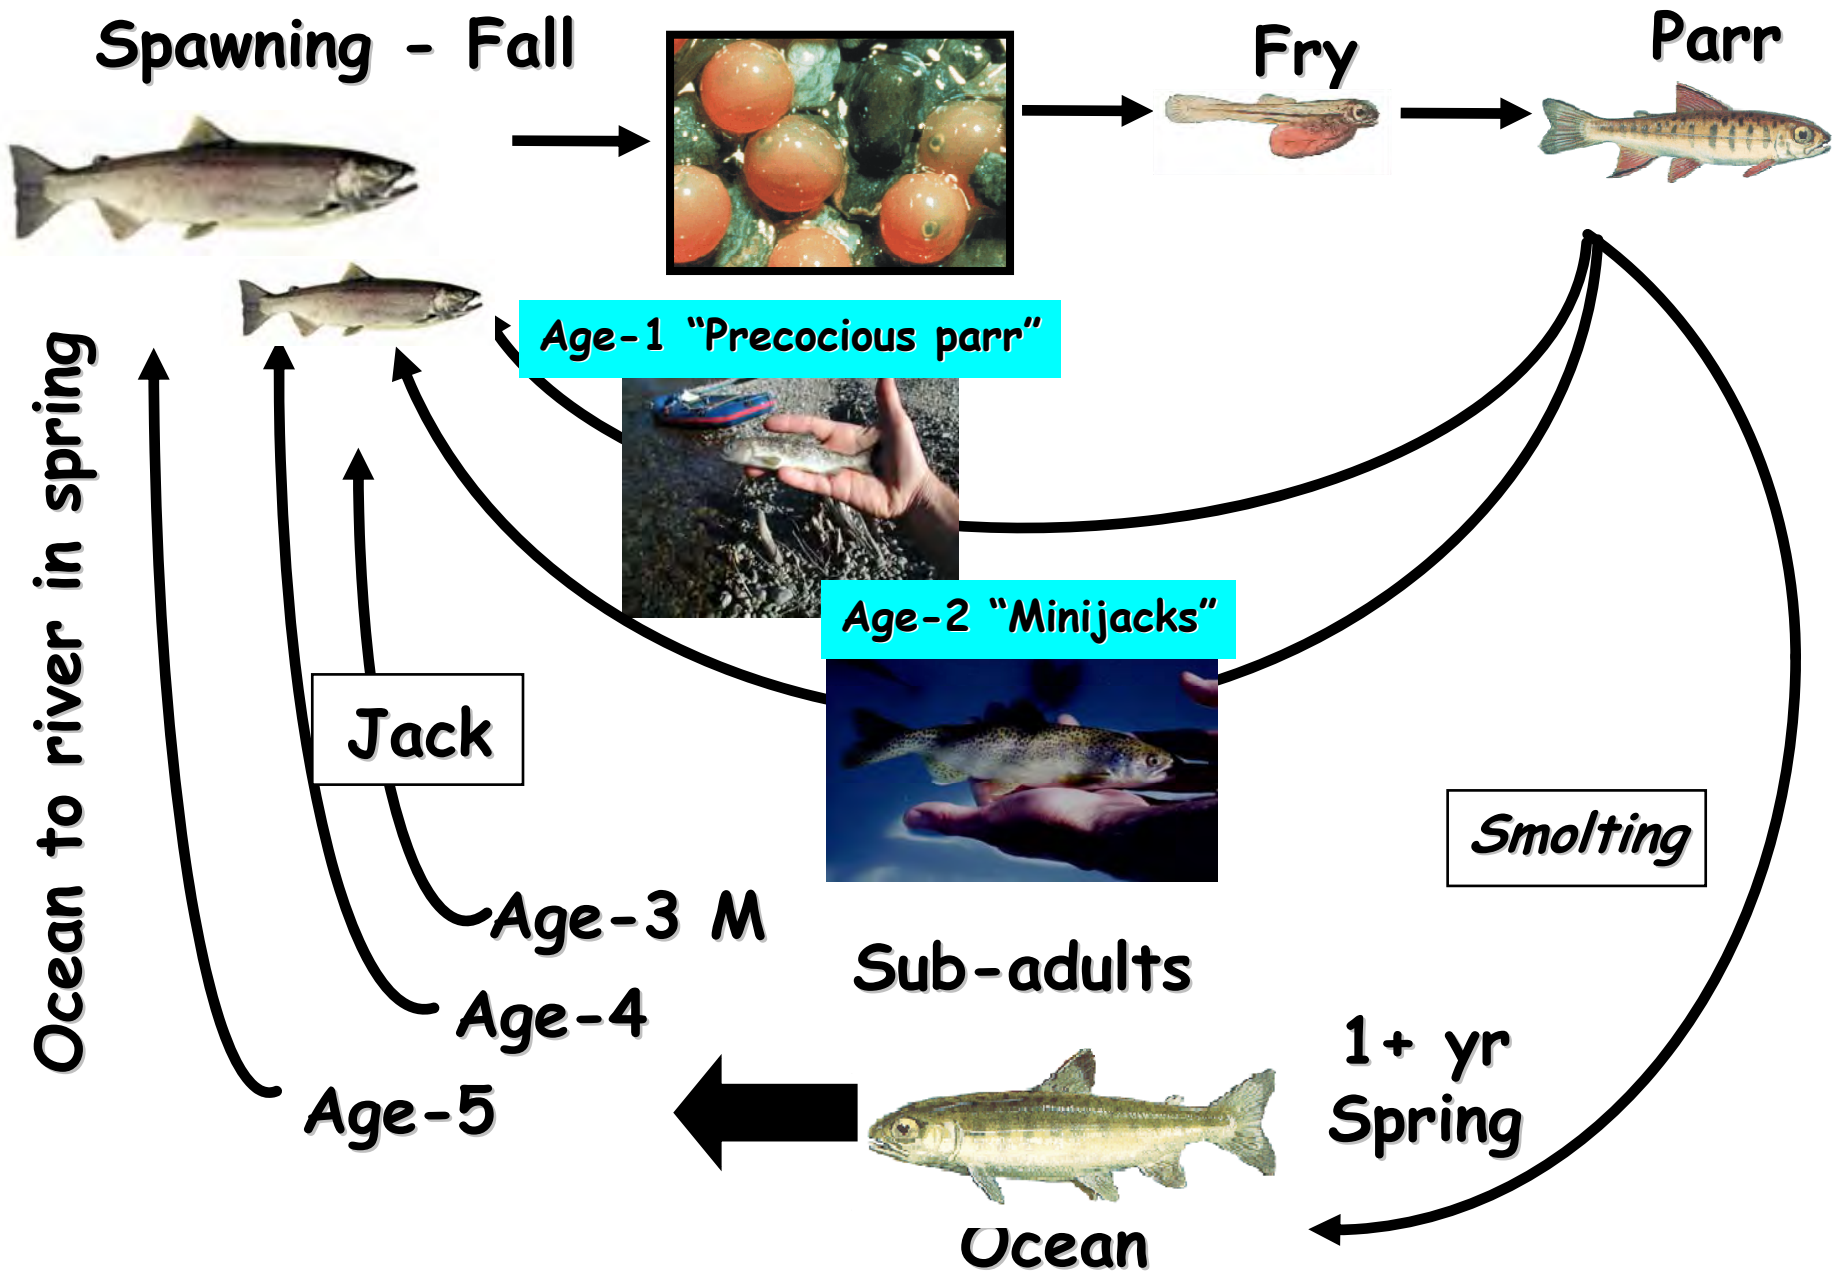 Spawning - Fall
Fry
Parr
Age-1 “Precocious parr”
Age-2 “Minijacks”
Ocean to river in spring
Jack
Smolting
Age-3 M
Sub-adults
Age-4
1+ yr
Spring
Age-5
Ocean